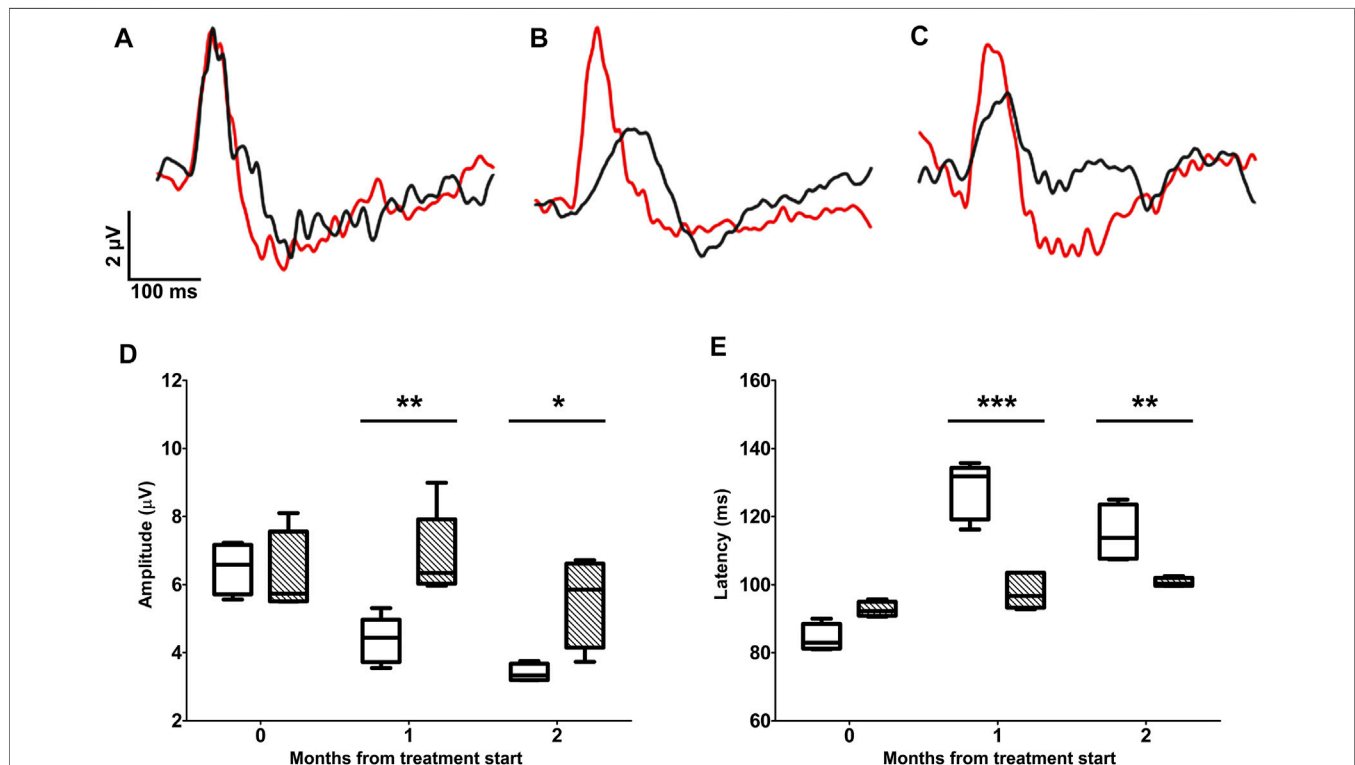 A
B
C
2 µV
100 ms
D
E
12
10
8
6
4
2
Amplitude (µV)
**
*
0
1
2
Months from treatment start
160
140
120
100
80
60
Latency (ms)
***
**
0
1
2
Months from treatment start